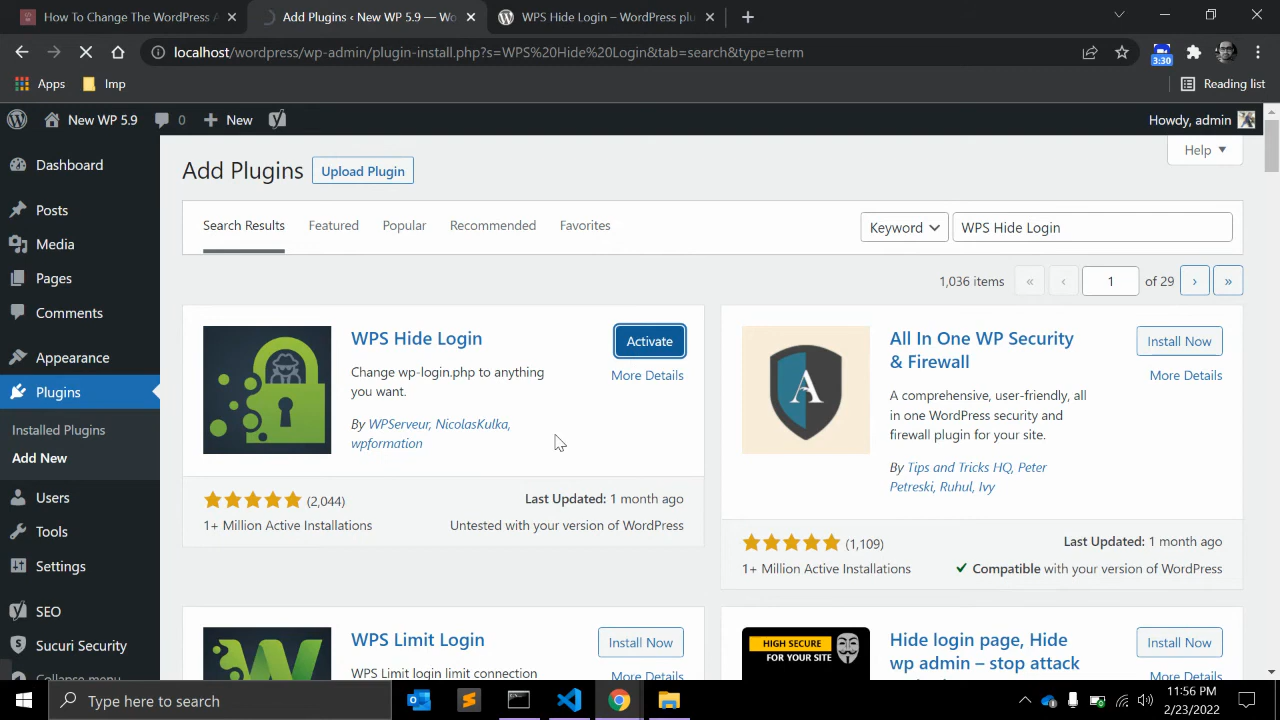 How To Change The WordPress A
Add Plugins ‹ New WP 5.9 — Wo
WPS Hide Login – WordPress plu
localhost/wordpress/wp-admin/plugin-install.php?s=WPS%20Hide%20Login&tab=search&type=term
3:30
Apps
Imp
Reading list
New WP 5.9
0
New
Howdy, admin
Dashboard
Posts
Media
Pages
Comments
Appearance
Plugins
Installed Plugins
Add New
Users
Tools
Settings
SEO
Sucuri Security
Collapse menu
Add Plugins
Upload Plugin
Help
Search Results
Featured
Popular
Recommended
Favorites
Keyword
WPS Hide Login
1,036 items
«
‹
1
of 29
›
»
WPS Hide Login
Activate
More Details
Change wp-login.php to anything
you want.
By WPServeur, NicolasKulka,
wpformation
(2,044)
Last Updated: 1 month ago
1+ Million Active Installations
Untested with your version of WordPress
All In One WP Security
& Firewall
Install Now
More Details
A comprehensive, user-friendly, all
in one WordPress security and
firewall plugin for your site.
By Tips and Tricks HQ, Peter
Petreski, Ruhul, Ivy
A
(1,109)
Last Updated: 1 month ago
1+ Million Active Installations
Compatible with your version of WordPress
WPS Limit Login
Install Now
More Details
WPS Limit login limit connection
HIGH SECURE
FOR YOUR SITE
Hide login page, Hide
wp admin – stop attack
Install Now
More Details
Type here to search
11:56 PM
2/23/2022